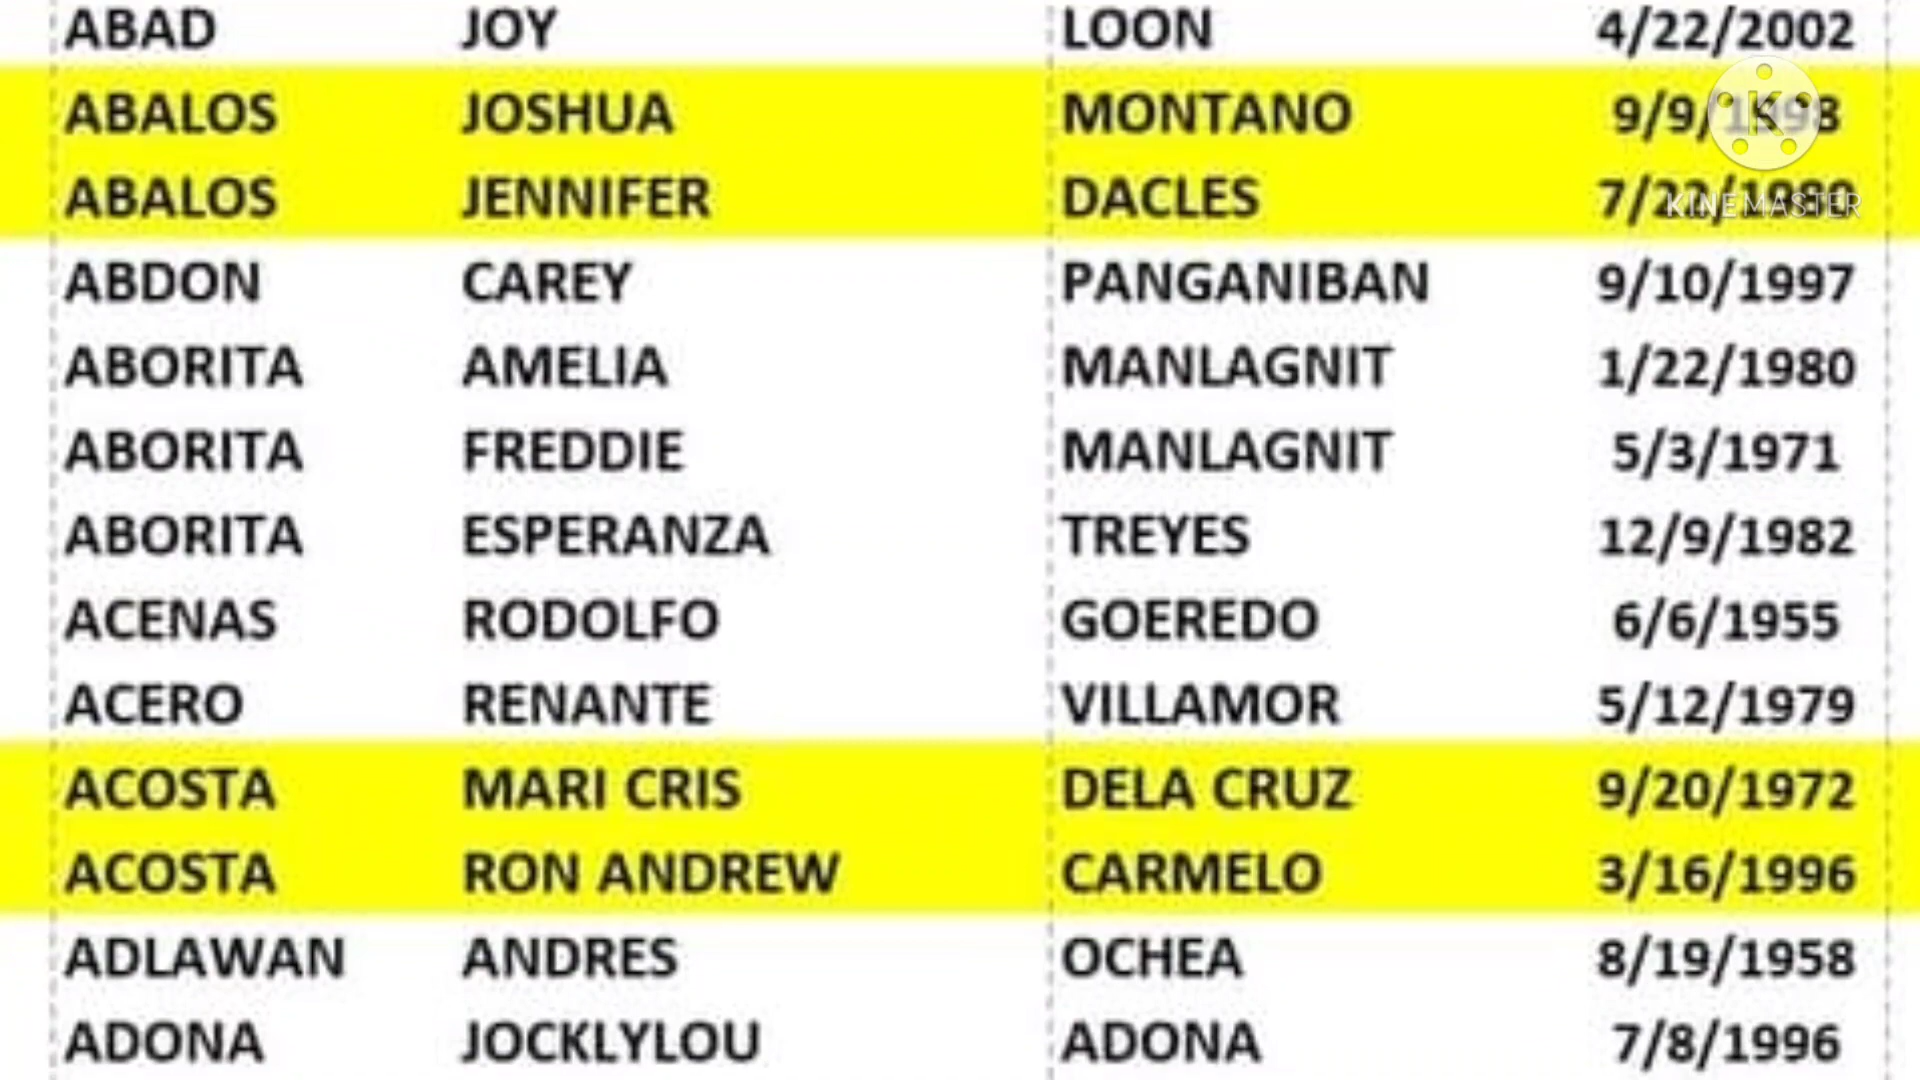 ABAD JOY LOON 4/22/2002
ABALOS JOSHUA MONTANO 9/9/1998
ABALOS JENNIFER DACLES
KINEMASTER
ABDON CAREY PANGANIBAN 9/10/1997
ABORITA AMELIA MANLAGNIT 1/22/1980
ABORITA FREDDIE MANLAGNIT 5/3/1971
ABORITA ESPERANZA TREYES 12/9/1982
ACENAS RODOLFO GOEREDO 6/6/1955
ACERO RENANTE VILLAMOR 5/12/1979
ACOSTA MARI CRIS DELA CRUZ 9/20/1972
ACOSTA RON ANDREW CARMELO 3/16/1996
ADLAWAN ANDRES OCHEA 8/19/1958
ADONA JOCKLYLOU ADONA 7/8/1996